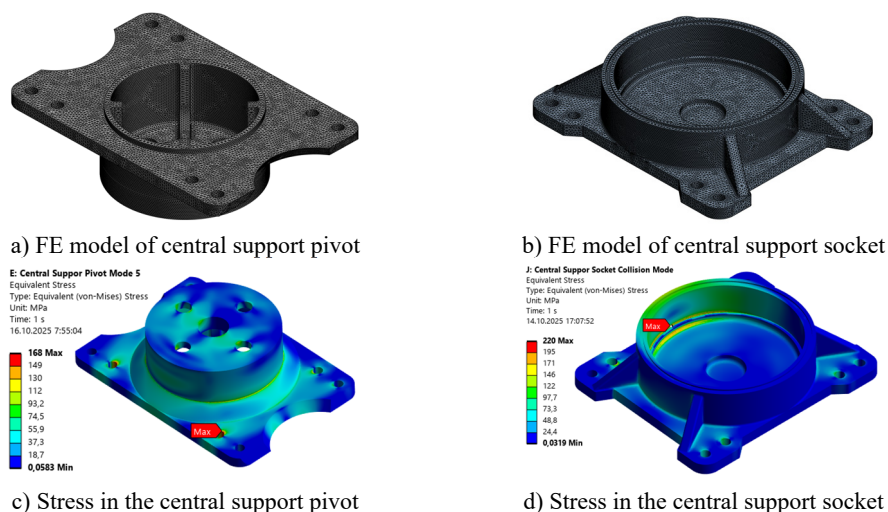 a) FE model of central support pivot
b) FE model of central support socket
E: Central Suppor Pivot Mode 5
Equivalent Stress
Type: Equivalent (von-Mises) Stress
Unit: MPa
Time: 1 s
16.10.2025 7:55:04
168 Max
149
130
112
93,2
74,5
55,9
37,3
18,7
0,0583 Min
Max
J: Central Suppor Socket Collision Mode
Equivalent Stress
Type: Equivalent (von-Mises) Stress
Unit: MPa
Time: 1 s
14.10.2025 17:07:52
220 Max
195
171
146
122
97,7
73,3
48,8
24,4
0,0319 Min
Max
c) Stress in the central support pivot
d) Stress in the central support socket